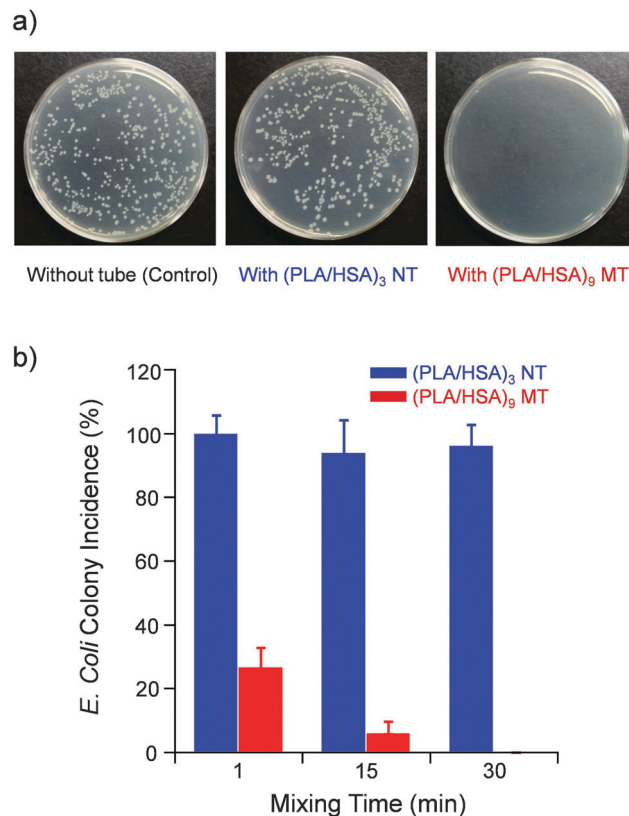 a)
Without tube (Control)
With (PLA/HSA)₃ NT
With (PLA/HSA)₉ MT
b)
(PLA/HSA)₃ NT
(PLA/HSA)₉ MT
E. Coli Colony Incidence (%)
120
100
80
60
40
20
0
1 15 30
Mixing Time (min)